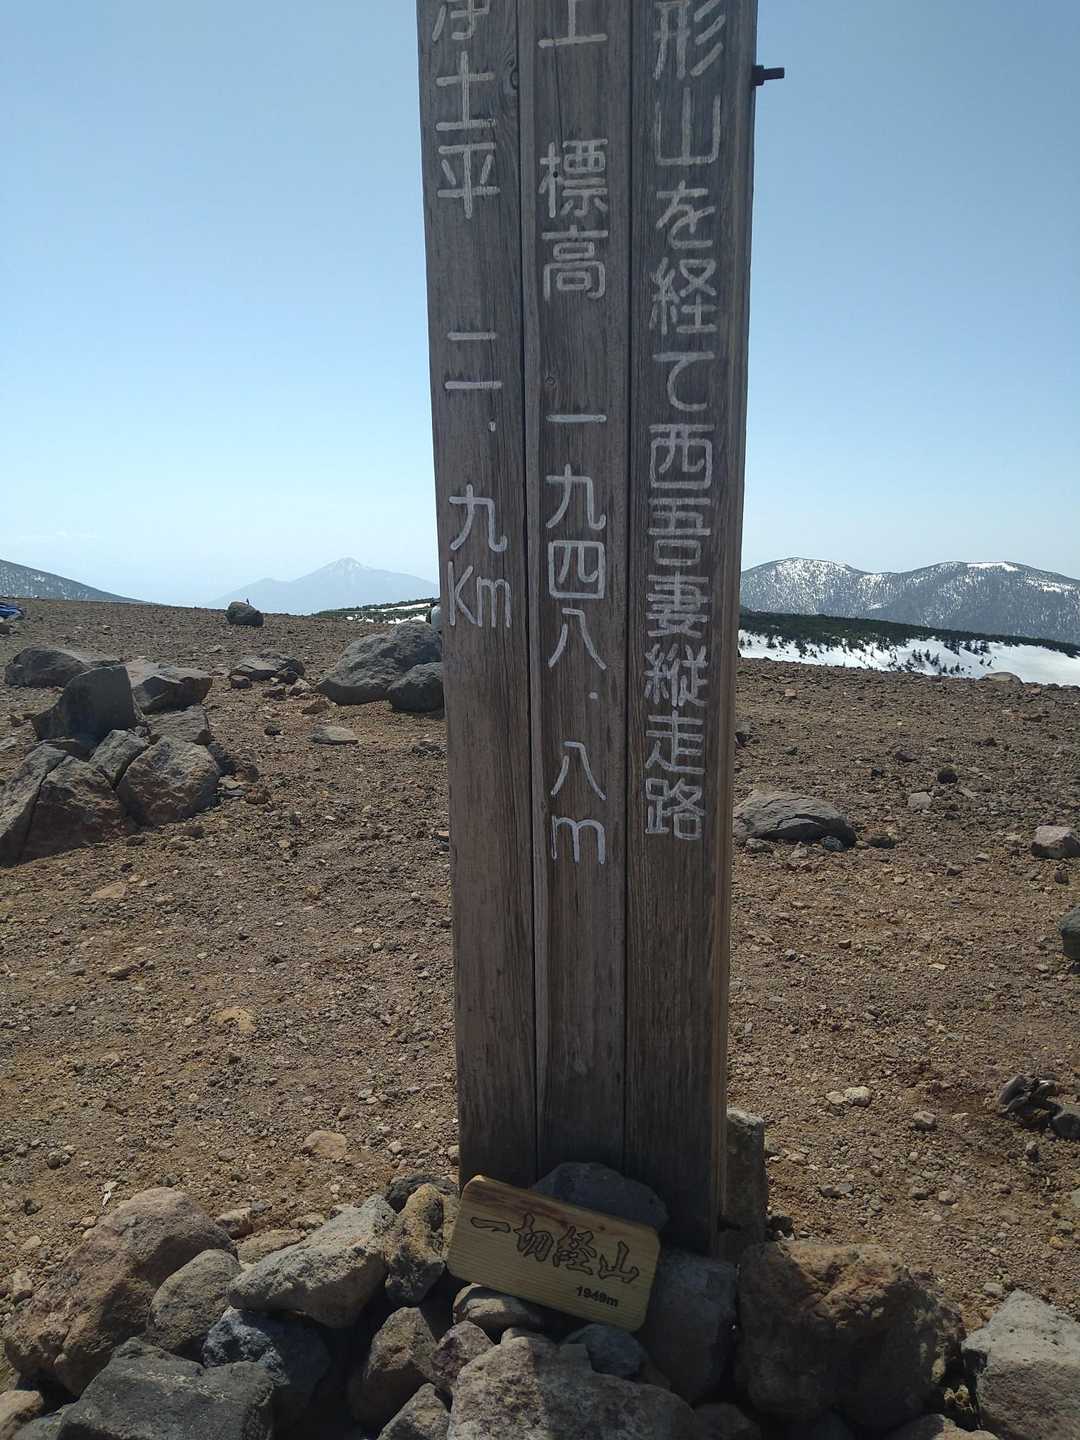 形山を経て西吾妻縦走路
上 標高 一九四八.八m
浄土平 二.九Km
一切経山
1949m